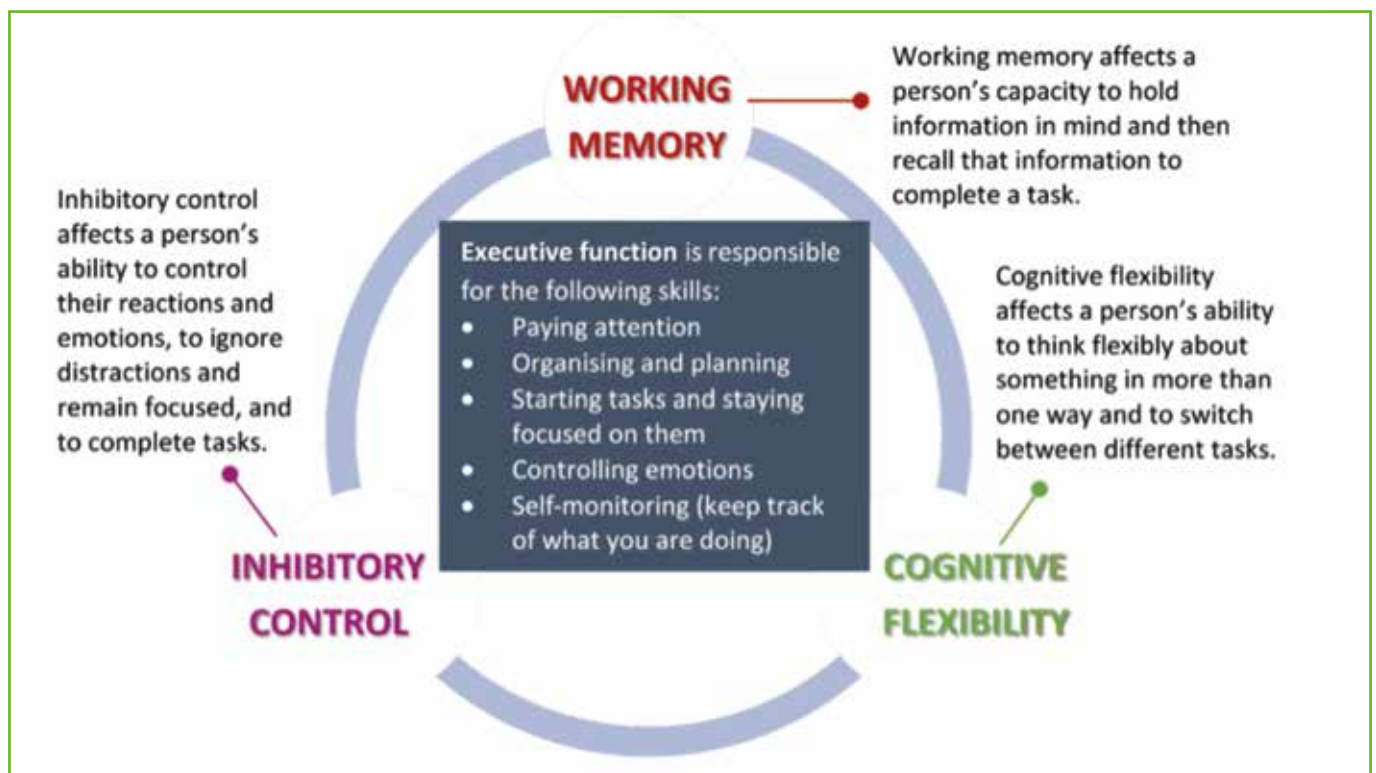 WORKING
MEMORY
Working memory affects a
person's capacity to hold
information in mind and then
recall that information to
complete a task.
Inhibitory control
affects a person's
ability to control
their reactions and
emotions, to ignore
distractions and
remain focused, and
to complete tasks.
Executive function is responsible
for the following skills:
• Paying attention
• Organising and planning
• Starting tasks and staying
focused on them
• Controlling emotions
• Self-monitoring (keep track
of what you are doing)
Cognitive flexibility
affects a person's ability
to think flexibly about
something in more than
one way and to switch
between different tasks.
INHIBITORY
CONTROL
COGNITIVE
FLEXIBILITY